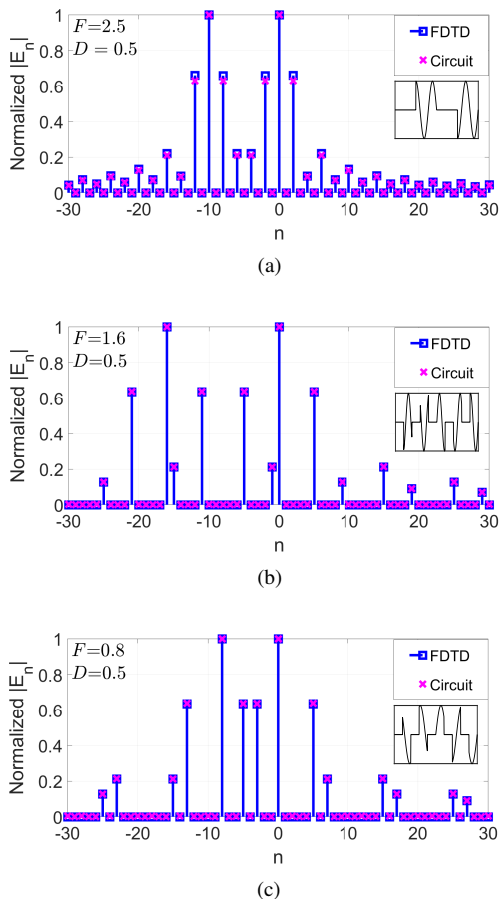 F=2.5
D = 0.5
FDTD
Circuit
Normalized |E_n|
1
0.8
0.6
0.4
0.2
0
-30 -20 -10 0 10 20 30
n
(a)
F=1.6
D=0.5
FDTD
Circuit
Normalized |E_n|
1
0.8
0.6
0.4
0.2
0
-30 -20 -10 0 10 20 30
n
(b)
F=0.8
D=0.5
FDTD
Circuit
Normalized |E_n|
1
0.8
0.6
0.4
0.2
0
-30 -20 -10 0 10 20 30
n
(c)